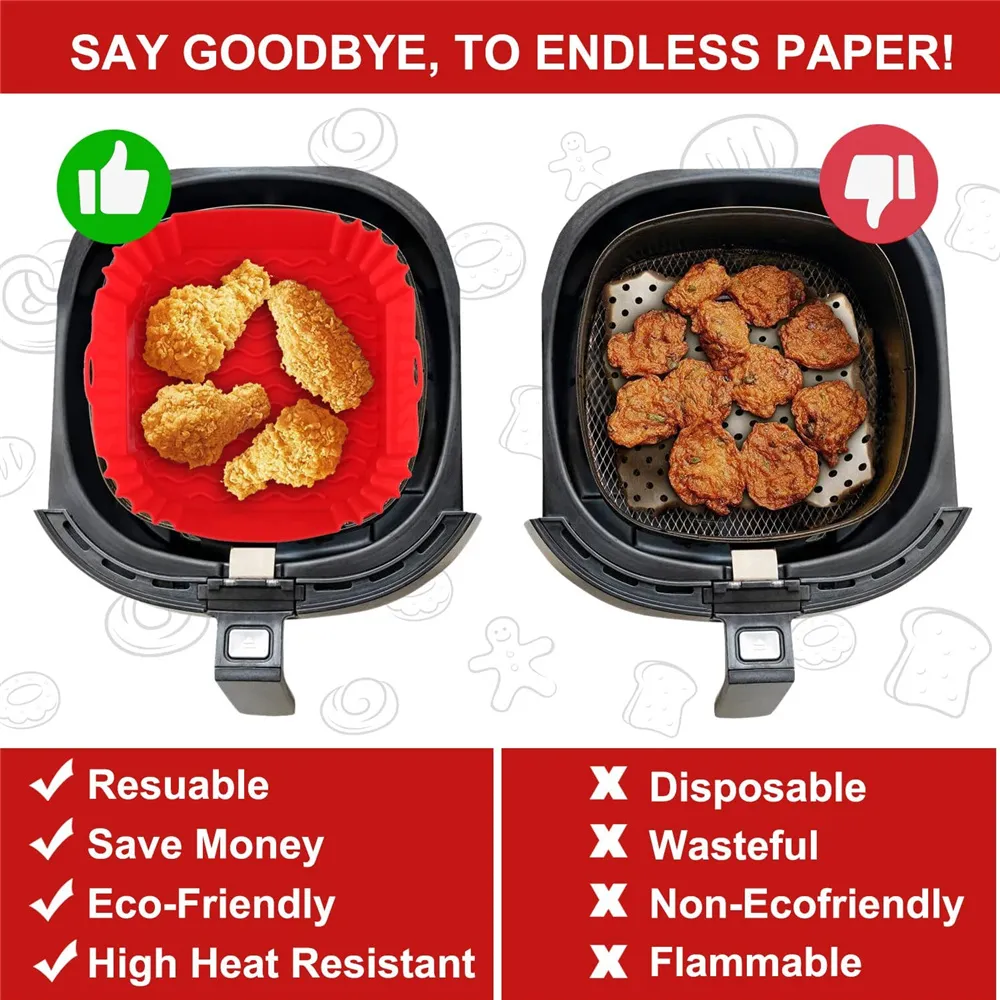 SAY GOODBYE, TO ENDLESS PAPER!
Resuable
Save Money
Eco-Friendly
High Heat Resistant
X Disposable
X Wasteful
X Non-Ecofriendly
X Flammable